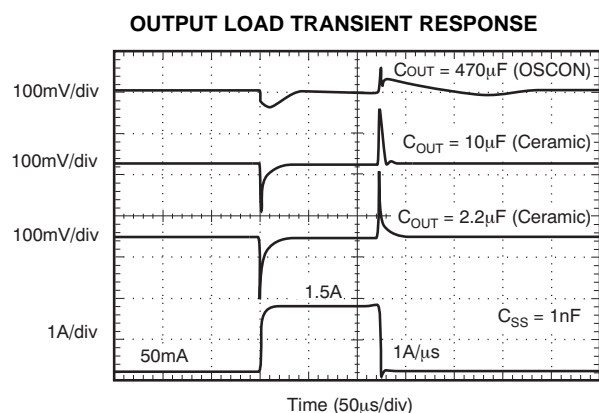 OUTPUT LOAD TRANSIENT RESPONSE
COUT = 470μF (OSCON)
100mV/div
COUT = 10μF (Ceramic)
100mV/div
COUT = 2.2μF (Ceramic)
100mV/div
1.5A
CSS = 1nF
1A/div
50mA
1A/μs
Time (50μs/div)